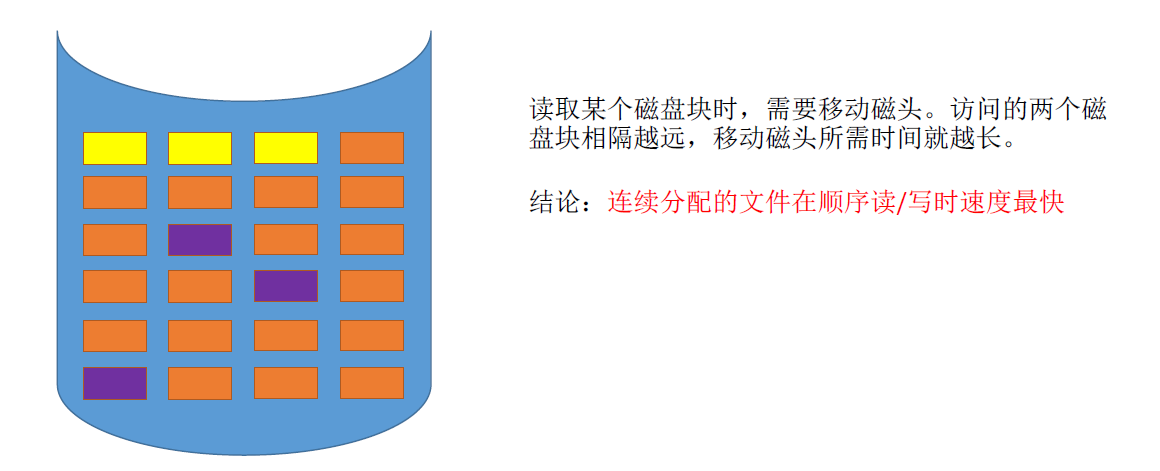 读取某个磁盘块时，需要移动磁头。访问的两个磁
盘块相隔越远，移动磁头所需时间就越长。
结论：连续分配的文件在顺序读/写时速度最快